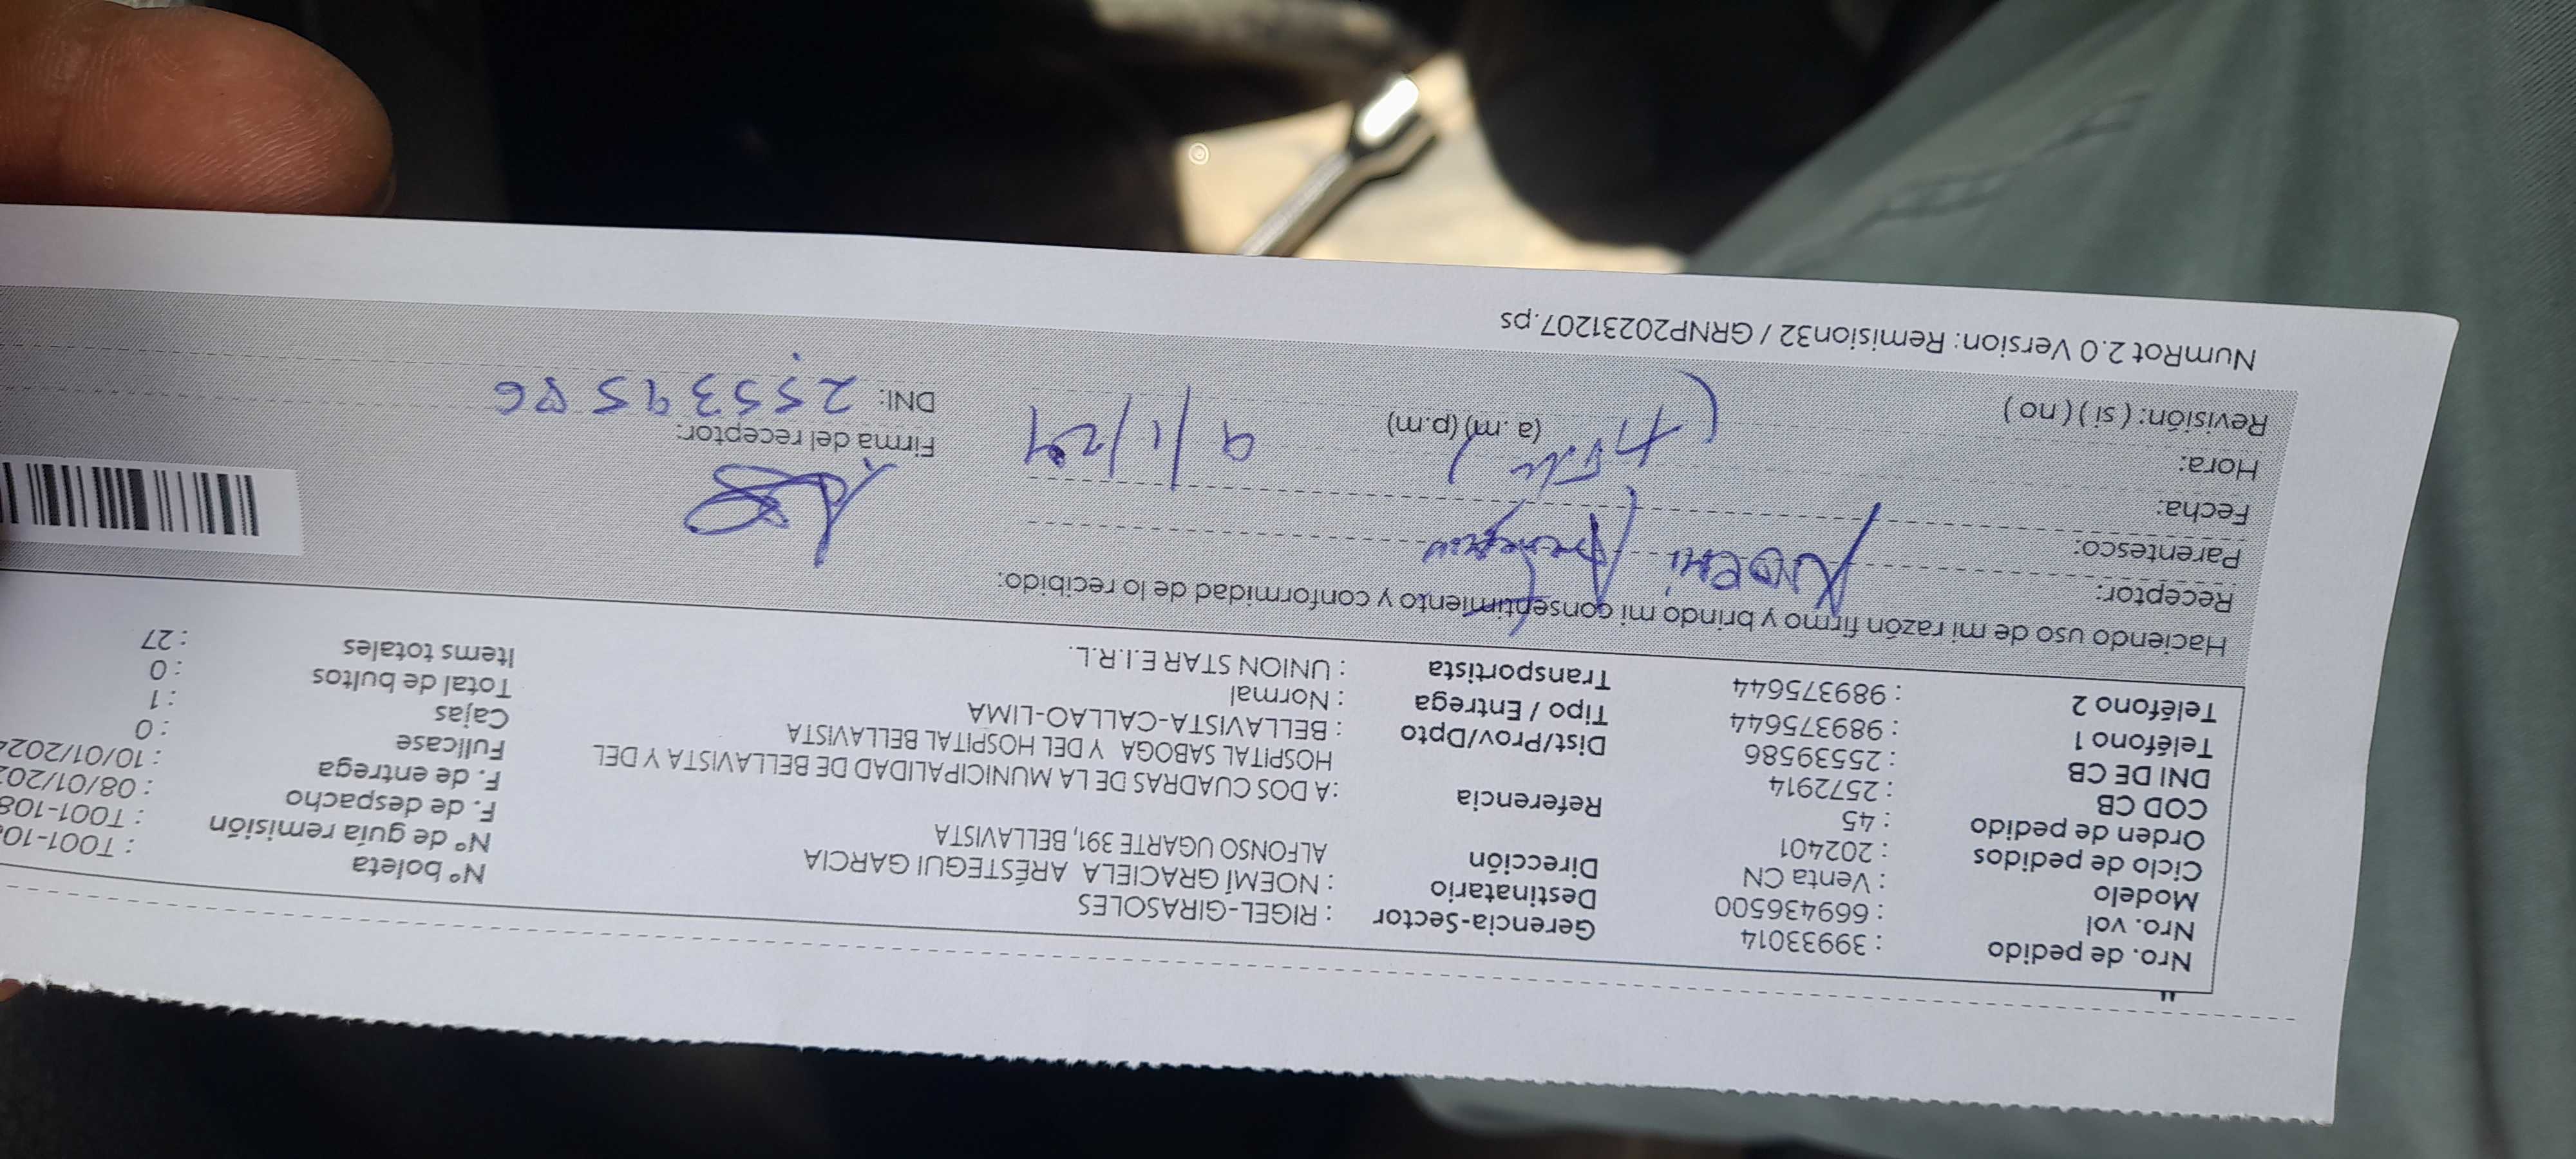 Nro. de pedido : 39933014 Gerencia-Sector : RIGEL-GIRASOLES Nº boleta : T001-10
Nro. vol : 669436500 Destinatario : NOEMÍ GRACIELA ARÉSTEGUI GARCIA Nº de guía remisión : T001-108
Modelo : Venta CN Dirección ALFONSO UGARTE 391, BELLAVISTA F. de despacho : 08/01/202
Ciclo de pedidos : 202401 F. de entrega : 10/01/202
Orden de pedido : 45 Referencia : A DOS CUADRAS DE LA MUNICIPALIDAD DE BELLAVISTA Y DEL Fullcase : 0
COD CB : 2572914 HOSPITAL SABOGA Y DEL HOSPITAL BELLAVISTA Cajas : 1
DNI DE CB : 25539586 Dist/Prov/Dpto : BELLAVISTA-CALLAO-LIMA Total de bultos : 0
Teléfono 1 : 989375644 Tipo / Entrega : Normal Items totales : 27
Teléfono 2 : 989375644 Transportista : UNION STAR E.I.R.L.
Haciendo uso de mi razón firmo y brindo mi consentimiento y conformidad de lo recibido:
Receptor: Noemi
Parentesco:
Fecha: 9/1/24
Hora: (a .m) (p.m) Firma del receptor:
Revisión: ( si ) ( no ) DNI: 25539586
NumRot 2.0 Version: Remision32 / GRNP20231207.ps